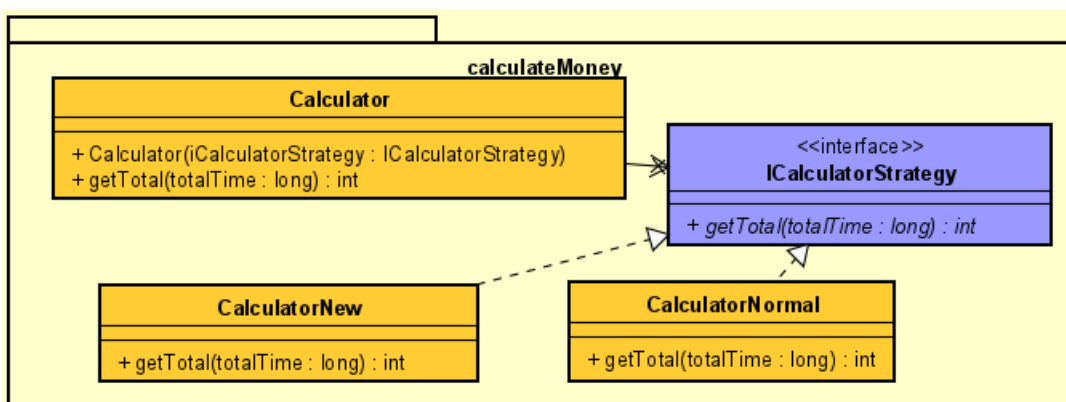 calculateMoney
Calculator
+ Calculator(iCalculatorStrategy : ICalculatorStrategy)
+ getTotal(totalTime : long) : int
<<interface>>
ICalculatorStrategy
+ getTotal(totalTime : long) : int
CalculatorNew
+ getTotal(totalTime : long) : int
CalculatorNormal
+ getTotal(totalTime : long) : int